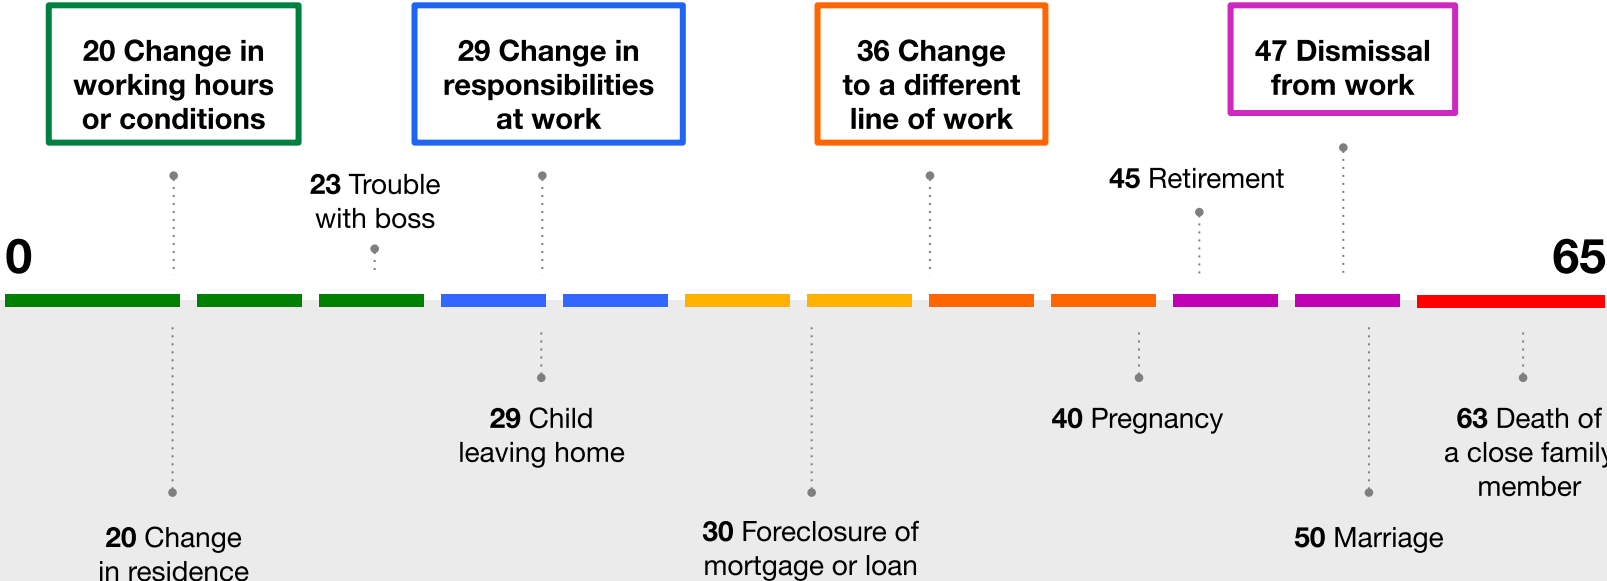 20 Change in
working hours
or conditions
29 Change in
responsibilities
at work
36 Change
to a different
line of work
47 Dismissal
from work
23 Trouble
with boss
45 Retirement
0
65
29 Child
leaving home
40 Pregnancy
63 Death of
a close family
member
20 Change
in residence
30 Foreclosure of
mortgage or loan
50 Marriage